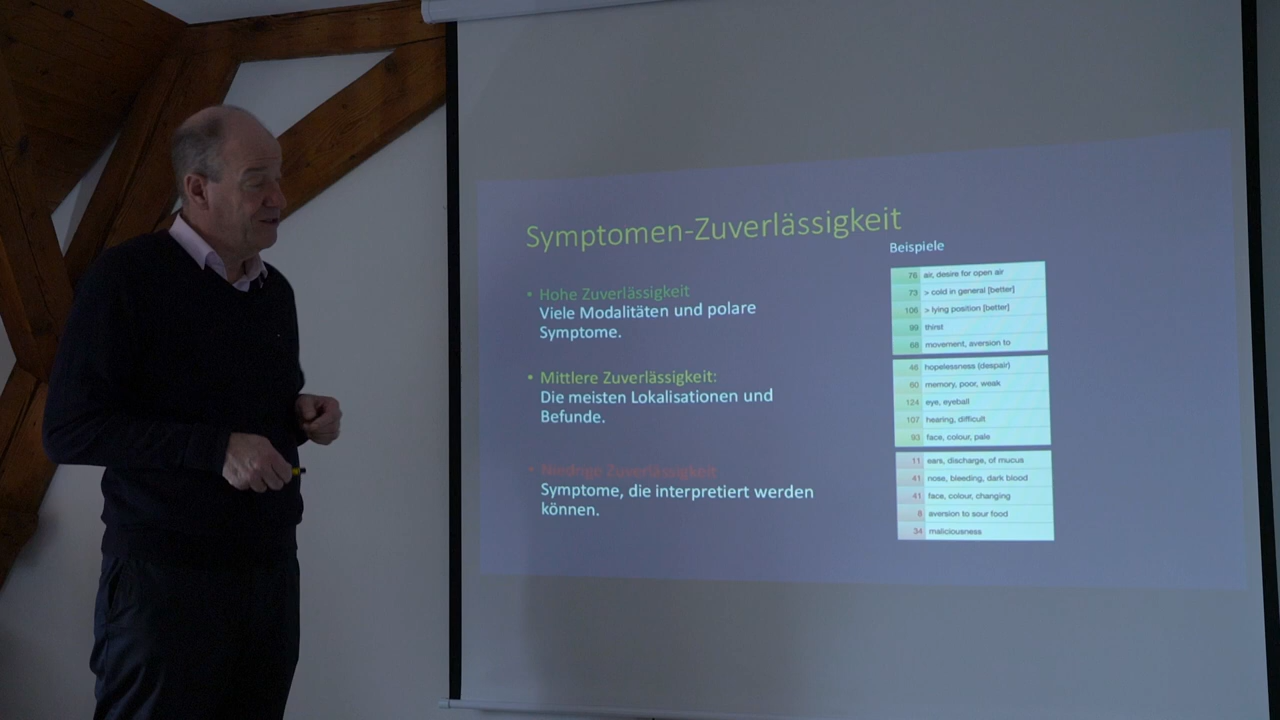 Symptomen-Zuverlässigkeit
• Hohe Zuverlässigkeit
Viele Modalitäten und polare
Symptome.
• Mittlere Zuverlässigkeit:
Die meisten Lokalisationen und
Befunde.
• Niedrige Zuverlässigkeit
Symptome, die interpretiert werden
können.
Beispiele
76 air, desire for open air
73 > cold in general [better]
106 > lying position [better]
99 thirst
68 movement, aversion to
46 hopelessness (despair)
60 memory, poor, weak
124 eye, eyeball
107 hearing, difficult
93 face, colour, pale
11 ears, discharge, of mucus
41 nose, bleeding, dark blood
41 face, colour, changing
8 aversion to sour food
34 maliciousness